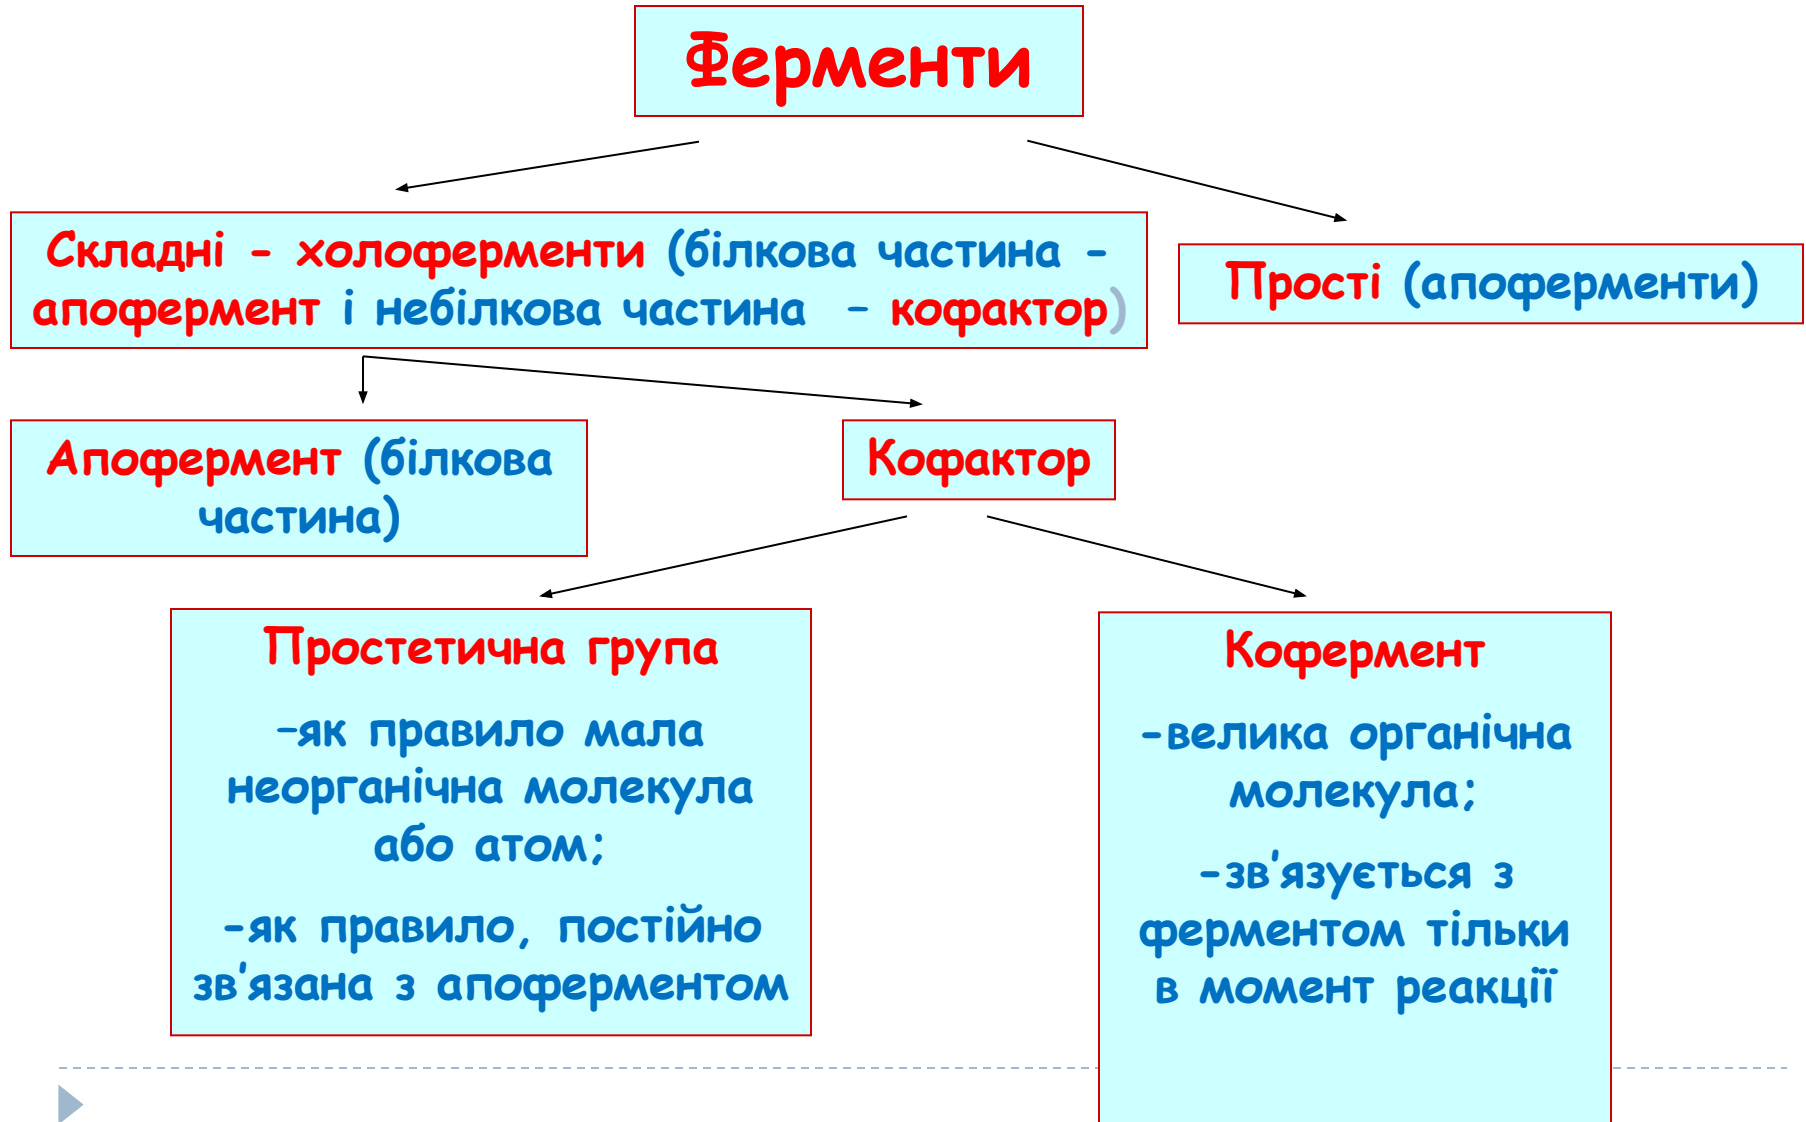 Ферменти
Складні - холоферменти (білкова частина -
апофермент і небілкова частина – кофактор)
Прості (апоферменти)
Апофермент (білкова
частина)
Кофактор
Простетична група
–як правило мала
неорганічна молекула
або атом;
-як правило, постійно
зв'язана з апоферментом
Кофермент
-велика органічна
молекула;
-зв'язується з
ферментом тільки
в момент реакції